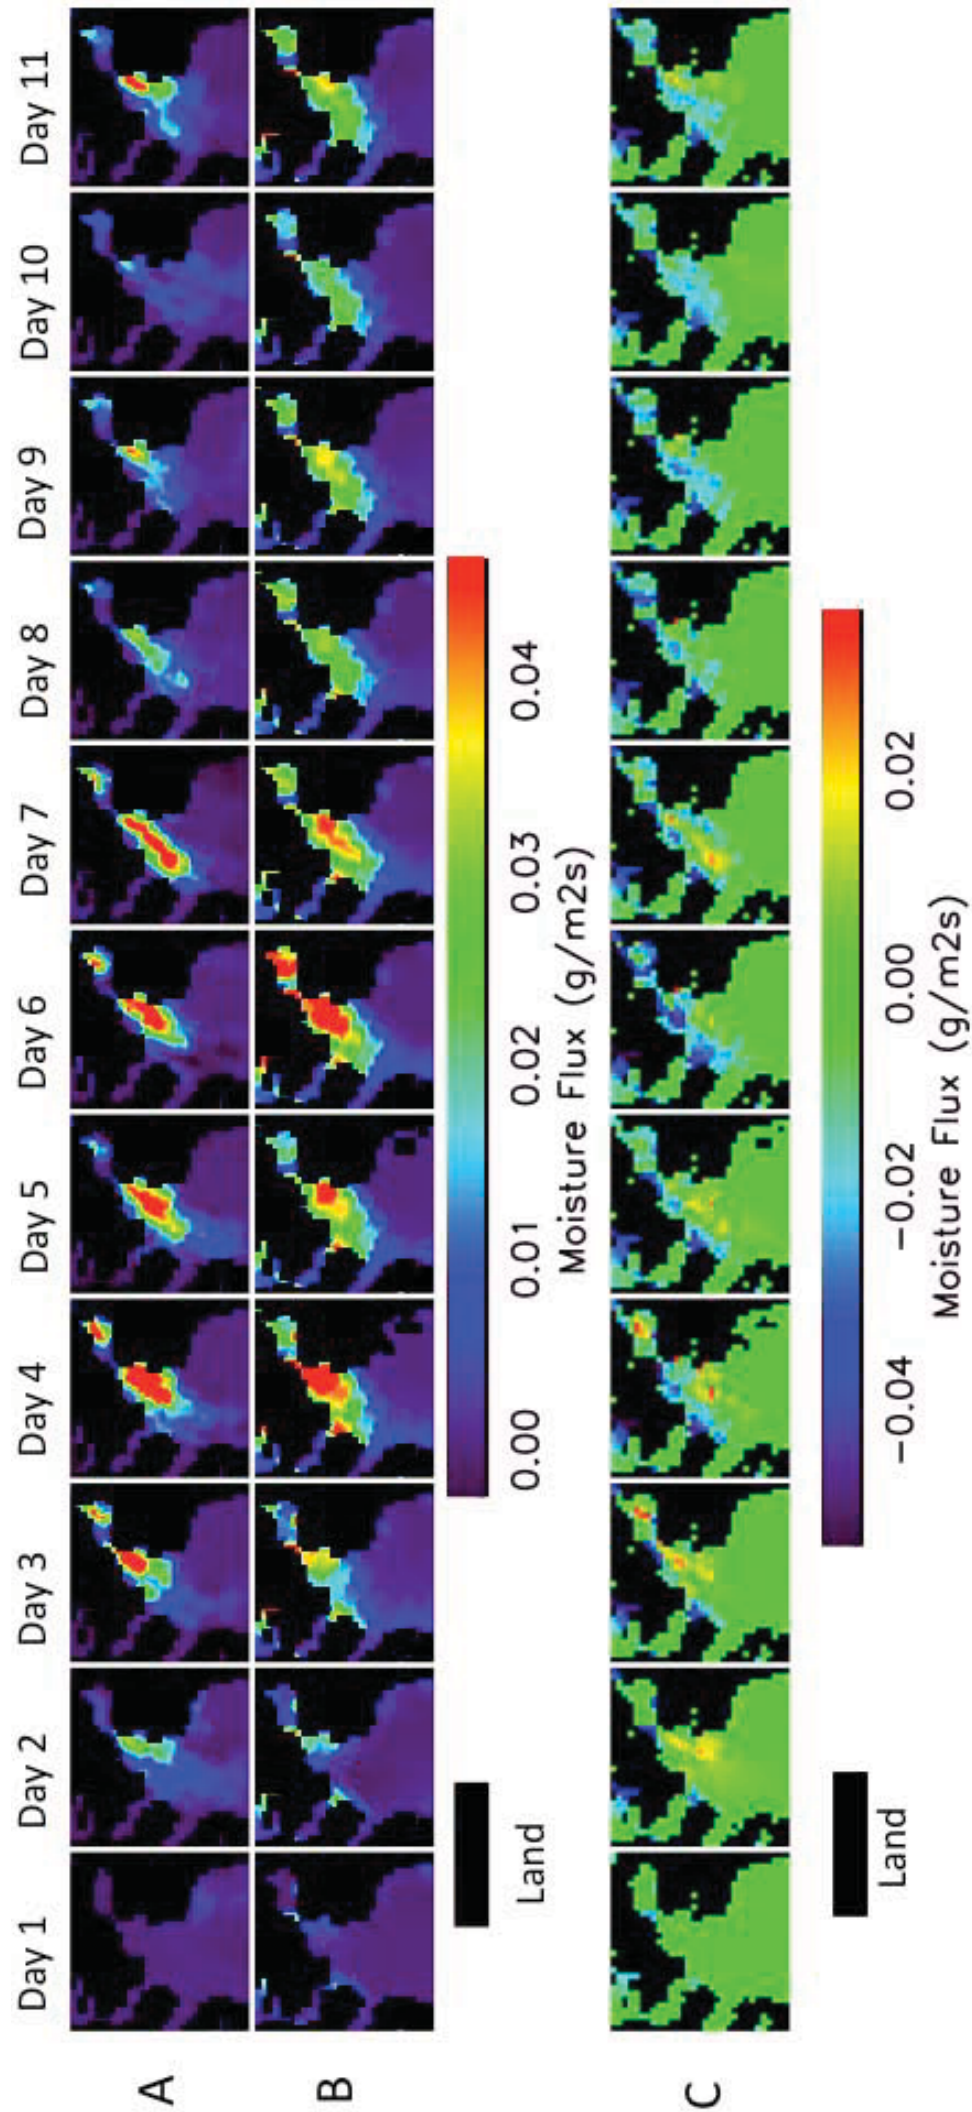 Day 1
Day 2
Day 3
Day 4
Day 5
Day 6
Day 7
Day 8
Day 9
Day 10
Day 11
A
B
Land
0.00
0.01
0.02
0.03
0.04
Moisture Flux (g/m2s)
C
Land
−0.04
−0.02
0.00
0.02
Moisture Flux (g/m2s)